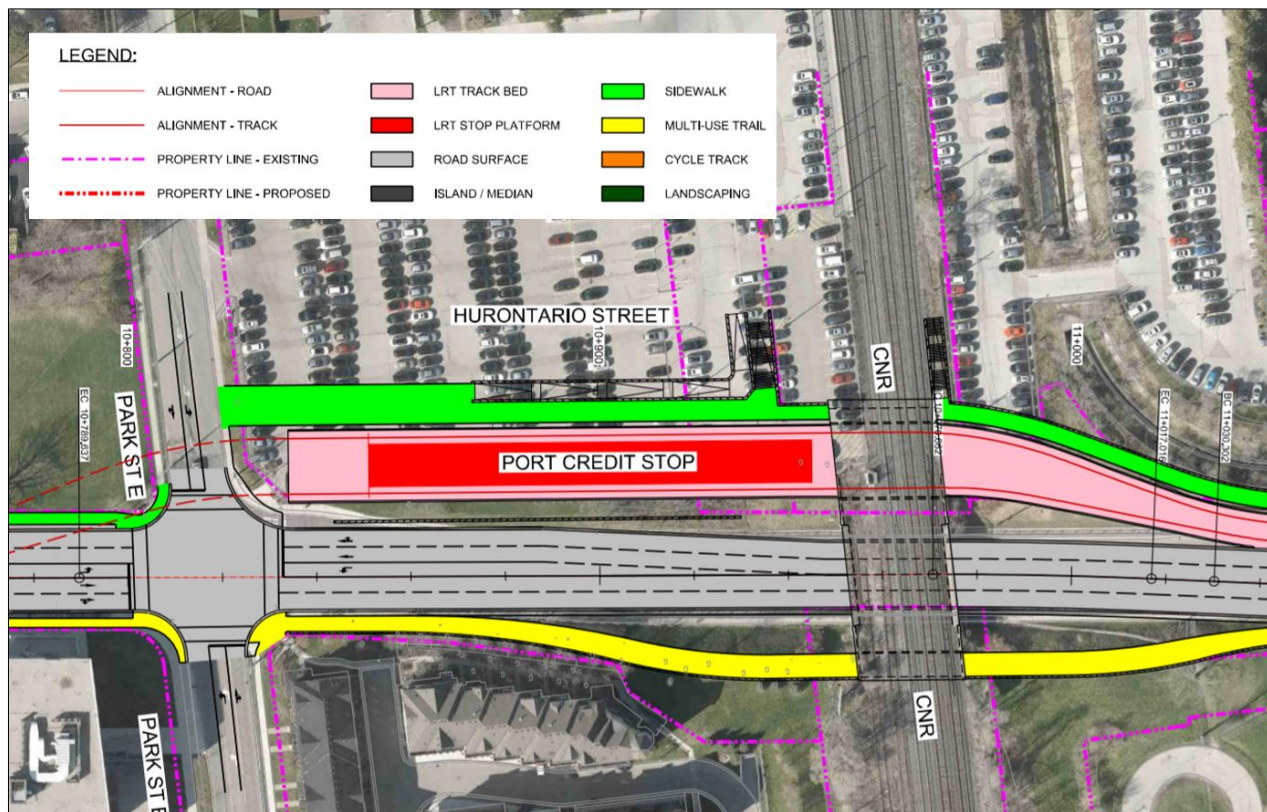 LEGEND:
ALIGNMENT - ROAD
ALIGNMENT - TRACK
PROPERTY LINE - EXISTING
PROPERTY LINE - PROPOSED
LRT TRACK BED
LRT STOP PLATFORM
ROAD SURFACE
ISLAND / MEDIAN
SIDEWALK
MULTI-USE TRAIL
CYCLE TRACK
LANDSCAPING
HURONTARIO STREET
10+800
10+900
11+000
CNR
PARK ST E
EC 10+789.837
EC 11+017.016
BC 11+030.302
PORT CREDIT STOP
PARK ST E
CNR